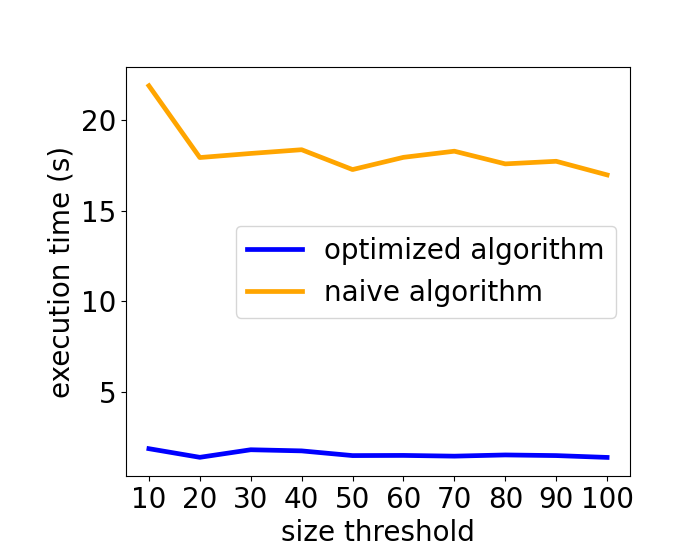 execution time (s)
20
15
10
5
optimized algorithm
naive algorithm
10 20 30 40 50 60 70 80 90 100
size threshold